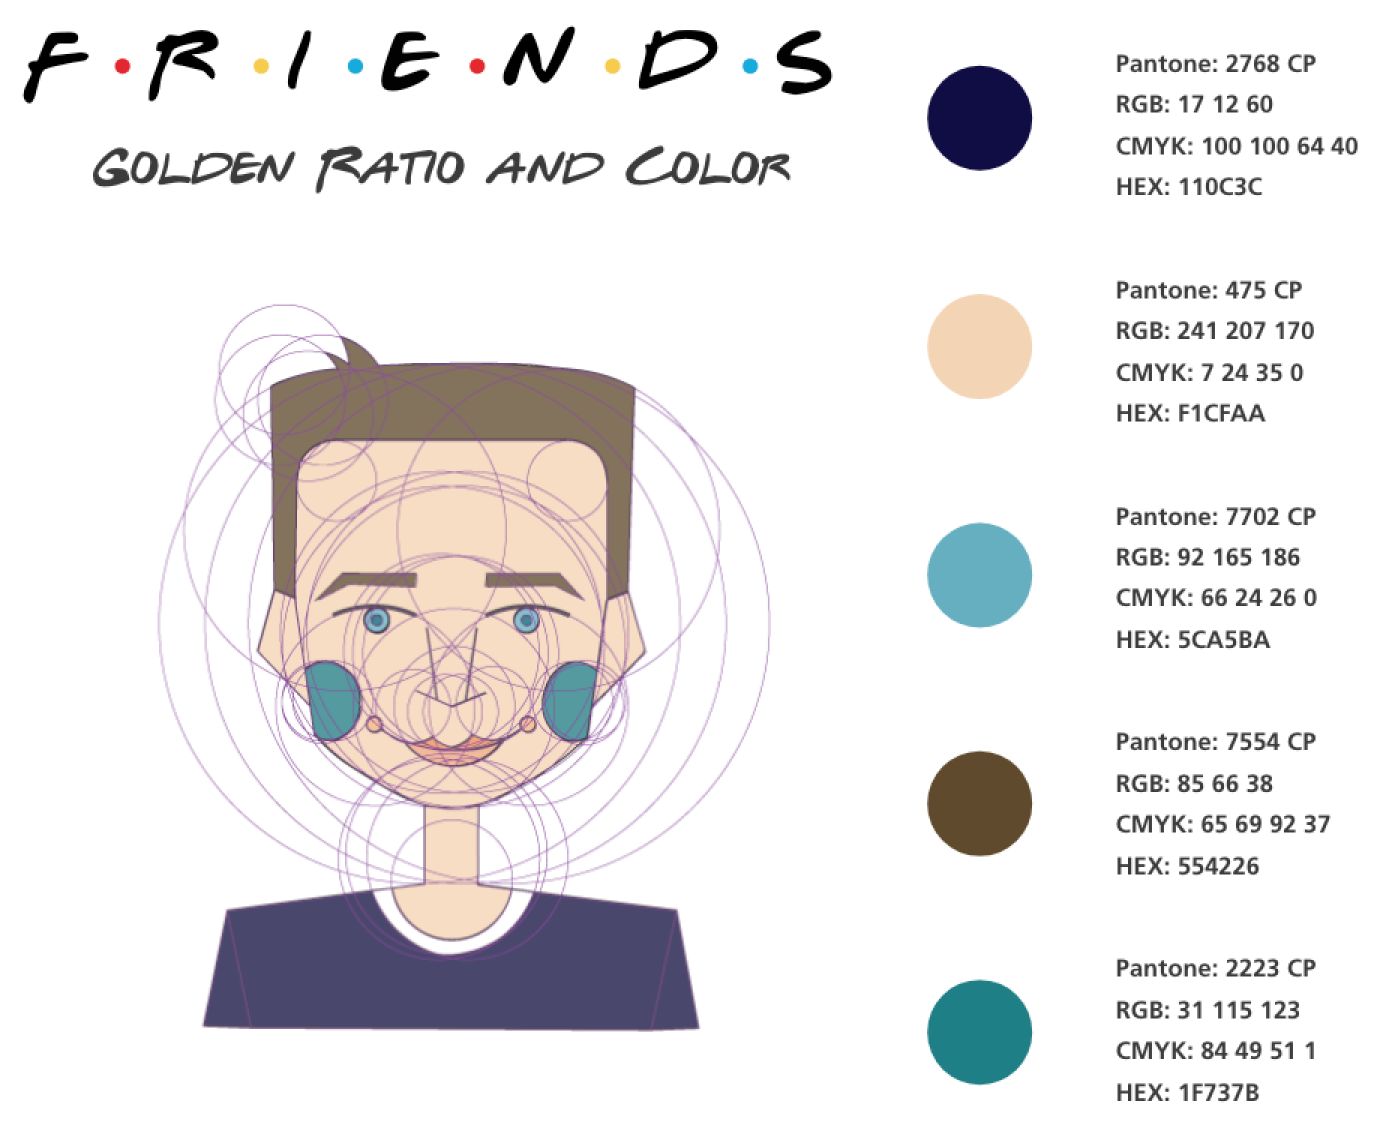 F•R•I•E•N•D•S
Golden Ratio and Color
Pantone: 2768 CP
RGB: 17 12 60
CMYK: 100 100 64 40
HEX: 110C3C
Pantone: 475 CP
RGB: 241 207 170
CMYK: 7 24 35 0
HEX: F1CFAA
Pantone: 7702 CP
RGB: 92 165 186
CMYK: 66 24 26 0
HEX: 5CA5BA
Pantone: 7554 CP
RGB: 85 66 38
CMYK: 65 69 92 37
HEX: 554226
Pantone: 2223 CP
RGB: 31 115 123
CMYK: 84 49 51 1
HEX: 1F737B